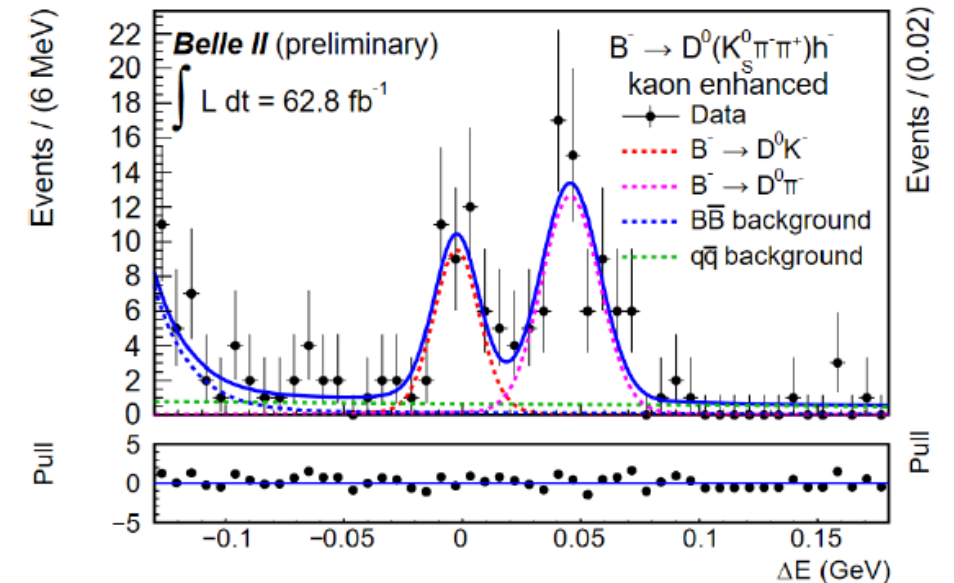 Events / (6 MeV)
22
20
18
16
14
12
10
8
6
4
2
0
Belle II (preliminary)
∫ L dt = 62.8 fb⁻¹
B⁻ → D⁰(K⁰_Sπ⁻π⁺)h⁻
kaon enhanced
Data
B⁻ → D⁰K⁻
B⁻ → D⁰π⁻
BB̅ background
qq̅ background
Events / (0.02)
Pull
5
0
−5
Pull
−0.1 −0.05 0 0.05 0.1 0.15
ΔE (GeV)